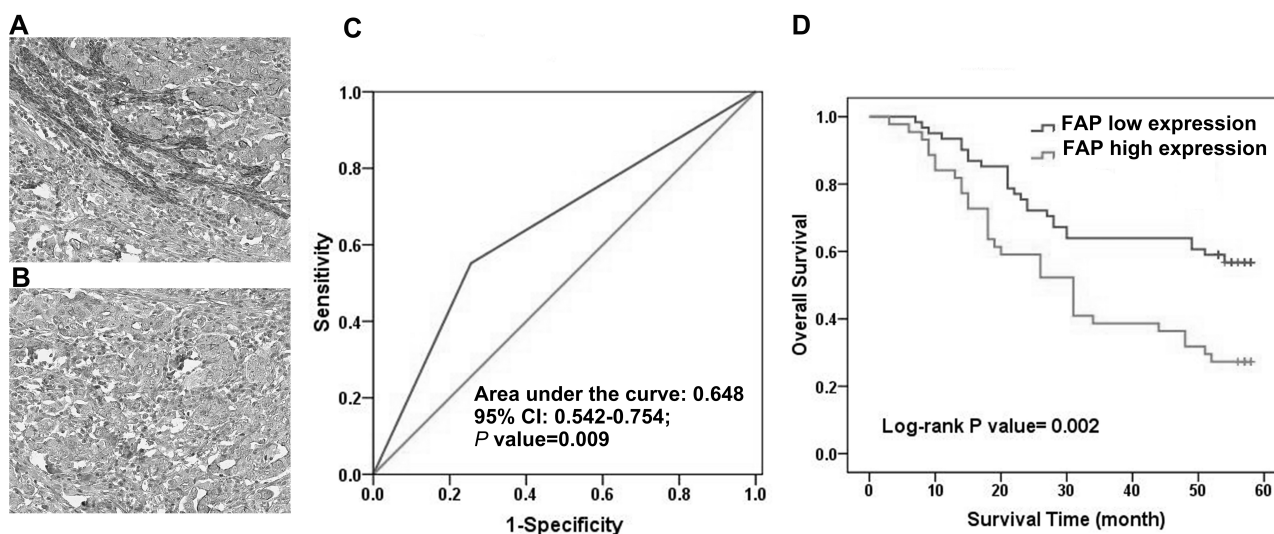 A
B
C
1.0
0.8
0.6
0.4
0.2
0.0
Sensitivity
Area under the curve: 0.648
95% CI: 0.542-0.754;
P value=0.009
0.0 0.2 0.4 0.6 0.8 1.0
1-Specificity
D
1.0
0.8
0.6
0.4
0.2
0.0
Overall Survival
FAP low expression
FAP high expression
Log-rank P value= 0.002
0 10 20 30 40 50 60
Survival Time (month)